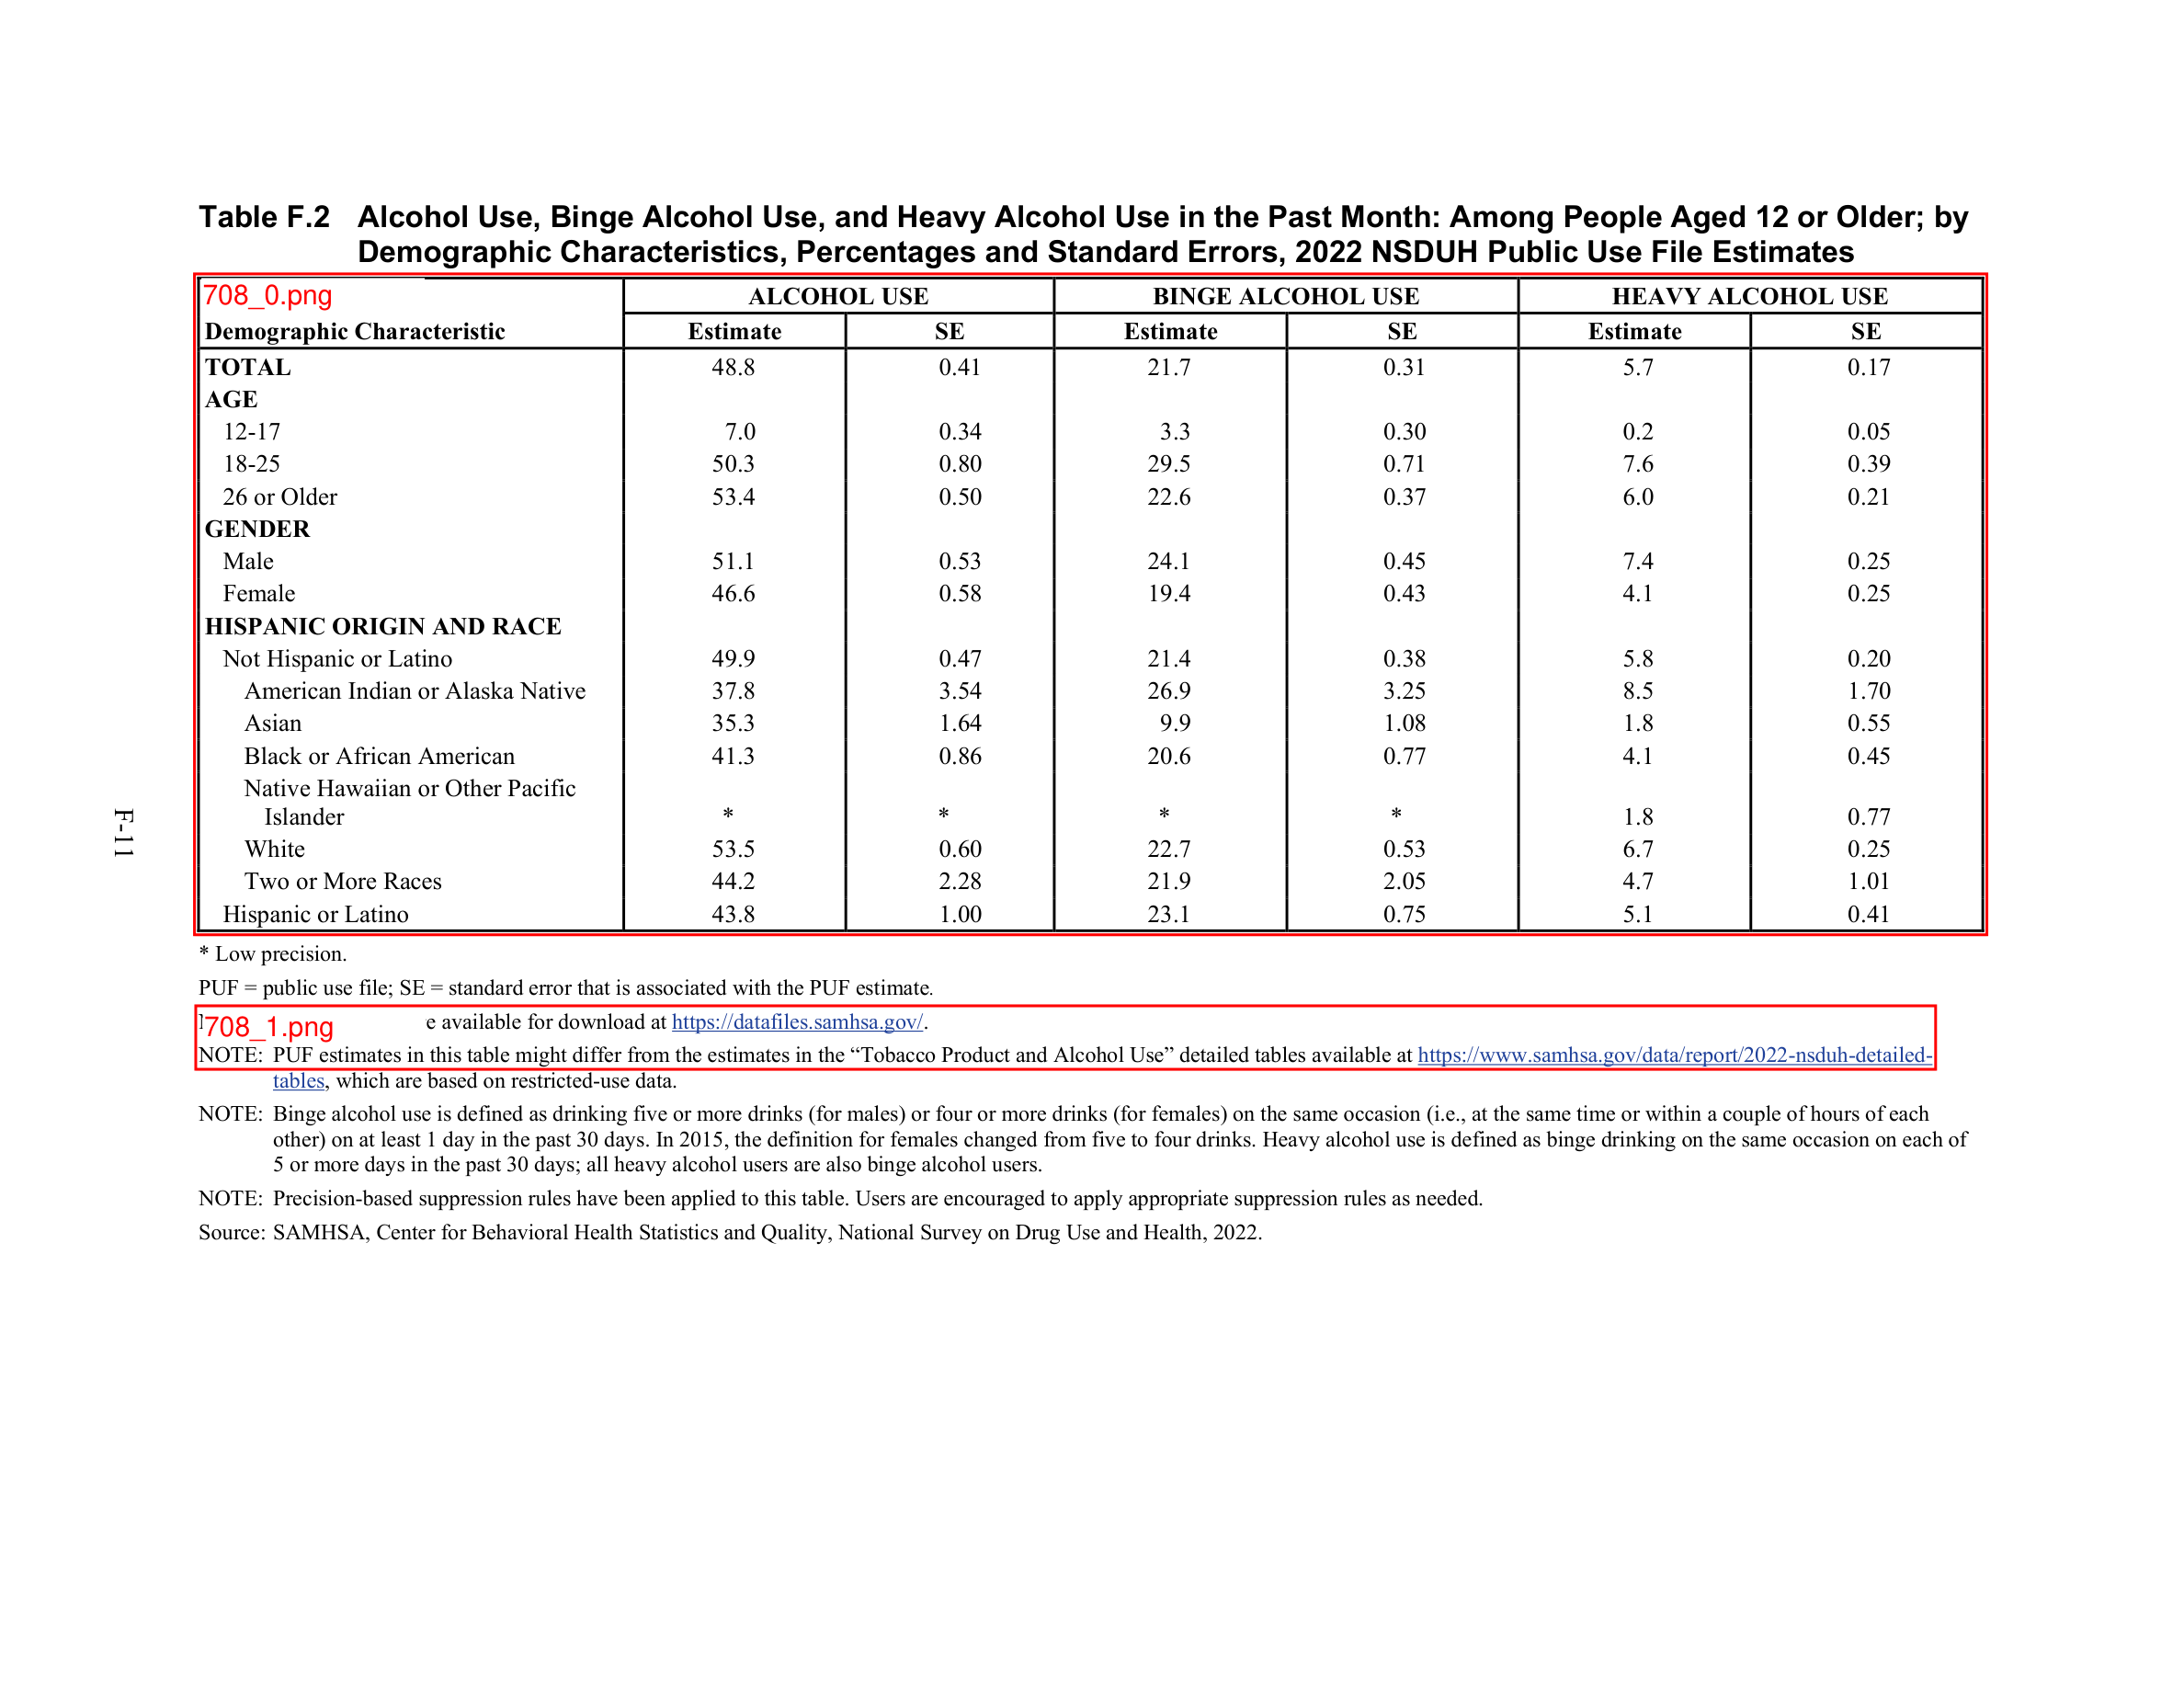 Table F.2 Alcohol Use, Binge Alcohol Use, and Heavy Alcohol Use in the Past Month: Among People Aged 12 or Older; by
Demographic Characteristics, Percentages and Standard Errors, 2022 NSDUH Public Use File Estimates
708_0.png ALCOHOL USE BINGE ALCOHOL USE HEAVY ALCOHOL USE
Demographic Characteristic Estimate SE Estimate SE Estimate SE
TOTAL 48.8 0.41 21.7 0.31 5.7 0.17
AGE
12-17 7.0 0.34 3.3 0.30 0.2 0.05
18-25 50.3 0.80 29.5 0.71 7.6 0.39
26 or Older 53.4 0.50 22.6 0.37 6.0 0.21
GENDER
Male 51.1 0.53 24.1 0.45 7.4 0.25
Female 46.6 0.58 19.4 0.43 4.1 0.25
HISPANIC ORIGIN AND RACE
Not Hispanic or Latino 49.9 0.47 21.4 0.38 5.8 0.20
American Indian or Alaska Native 37.8 3.54 26.9 3.25 8.5 1.70
Asian 35.3 1.64 9.9 1.08 1.8 0.55
Black or African American 41.3 0.86 20.6 0.77 4.1 0.45
Native Hawaiian or Other Pacific
Islander * * * * 1.8 0.77
White 53.5 0.60 22.7 0.53 6.7 0.25
Two or More Races 44.2 2.28 21.9 2.05 4.7 1.01
Hispanic or Latino 43.8 1.00 23.1 0.75 5.1 0.41
* Low precision.
PUF = public use file; SE = standard error that is associated with the PUF estimate.
708_1.png e available for download at https://datafiles.samhsa.gov/.
NOTE: PUF estimates in this table might differ from the estimates in the “Tobacco Product and Alcohol Use” detailed tables available at https://www.samhsa.gov/data/report/2022-nsduh-detailed-
tables, which are based on restricted-use data.
NOTE: Binge alcohol use is defined as drinking five or more drinks (for males) or four or more drinks (for females) on the same occasion (i.e., at the same time or within a couple of hours of each
other) on at least 1 day in the past 30 days. In 2015, the definition for females changed from five to four drinks. Heavy alcohol use is defined as binge drinking on the same occasion on each of
5 or more days in the past 30 days; all heavy alcohol users are also binge alcohol users.
NOTE: Precision-based suppression rules have been applied to this table. Users are encouraged to apply appropriate suppression rules as needed.
Source: SAMHSA, Center for Behavioral Health Statistics and Quality, National Survey on Drug Use and Health, 2022.
F-11